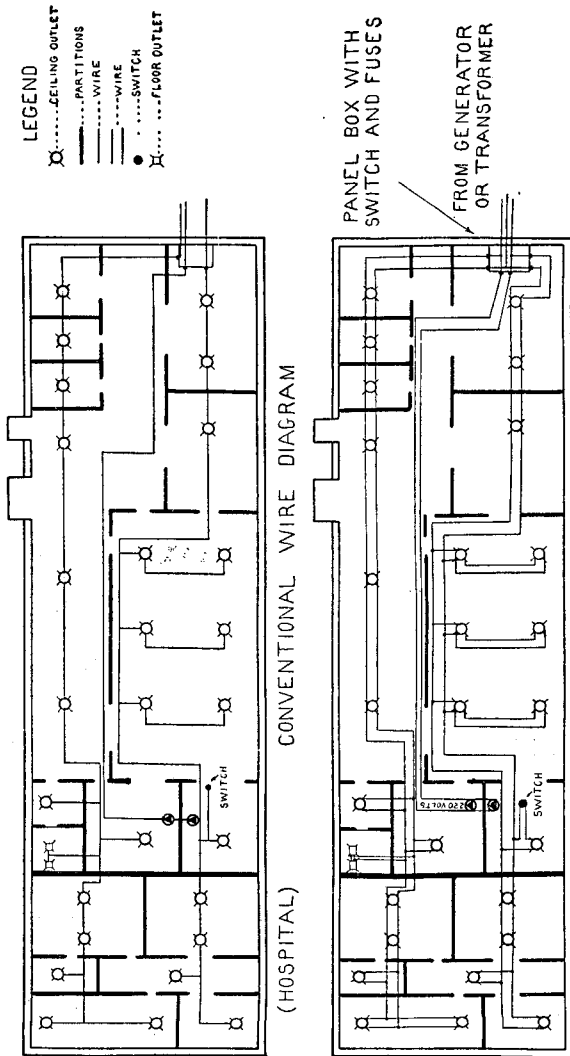 LEGEND
CEILING OUTLET
PARTITIONS
WIRE
WIRE
SWITCH
FLOOR OUTLET
SWITCH
(HOSPITAL)
CONVENTIONAL WIRE DIAGRAM
PANEL BOX WITH
SWITCH AND FUSES
FROM GENERATOR
OR TRANSFORMER
220 VOLTS
SWITCH